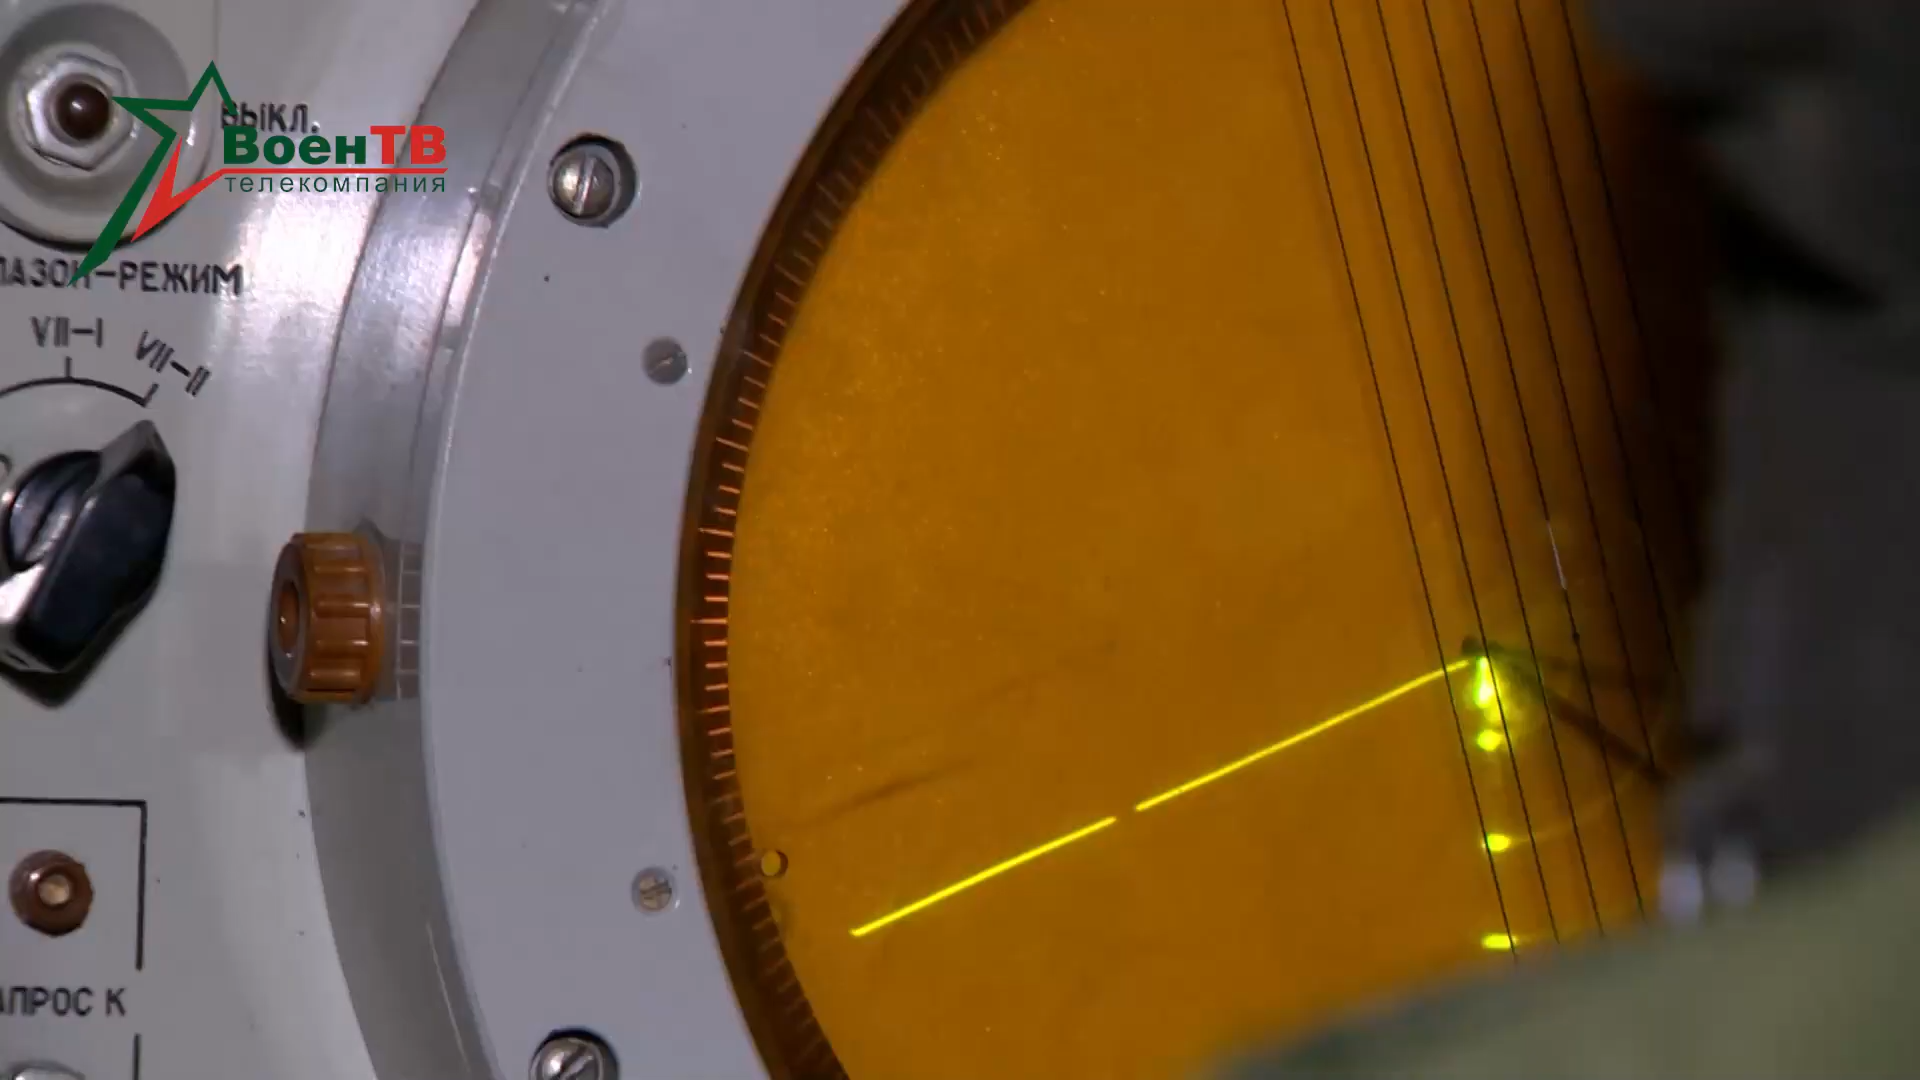 ВЫКЛ.
ВоенТВ
телекомпания
ПАЗОН-РЕЖИМ
VII-I
VII-II
АПРОС К